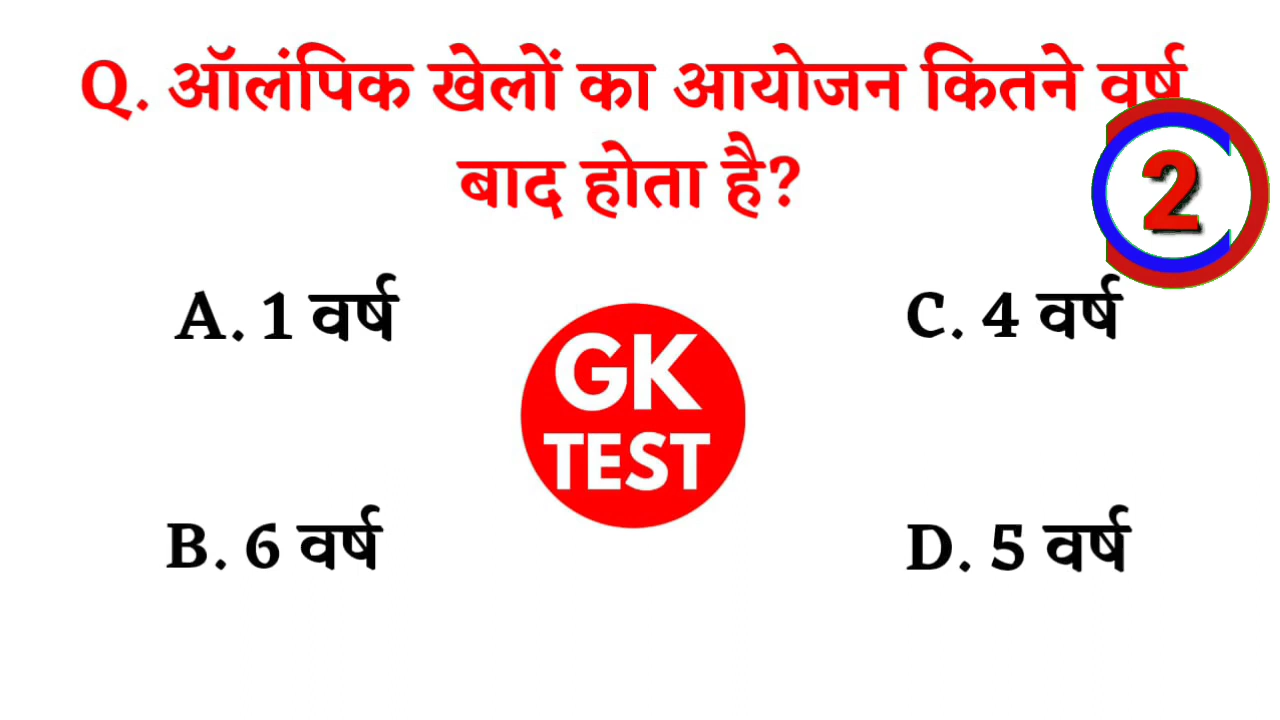 Q. ऑलंपिक खेलों का आयोजन कितने वर्ष
बाद होता है?
2
A. 1 वर्ष
C. 4 वर्ष
GK
TEST
B. 6 वर्ष
D. 5 वर्ष